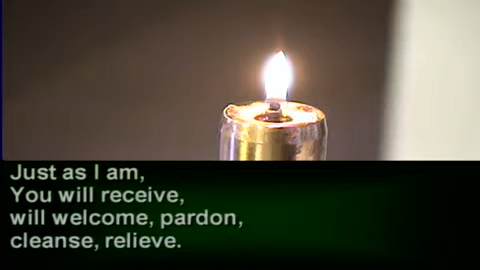 Just as I am,
You will receive,
will welcome, pardon,
cleanse, relieve.